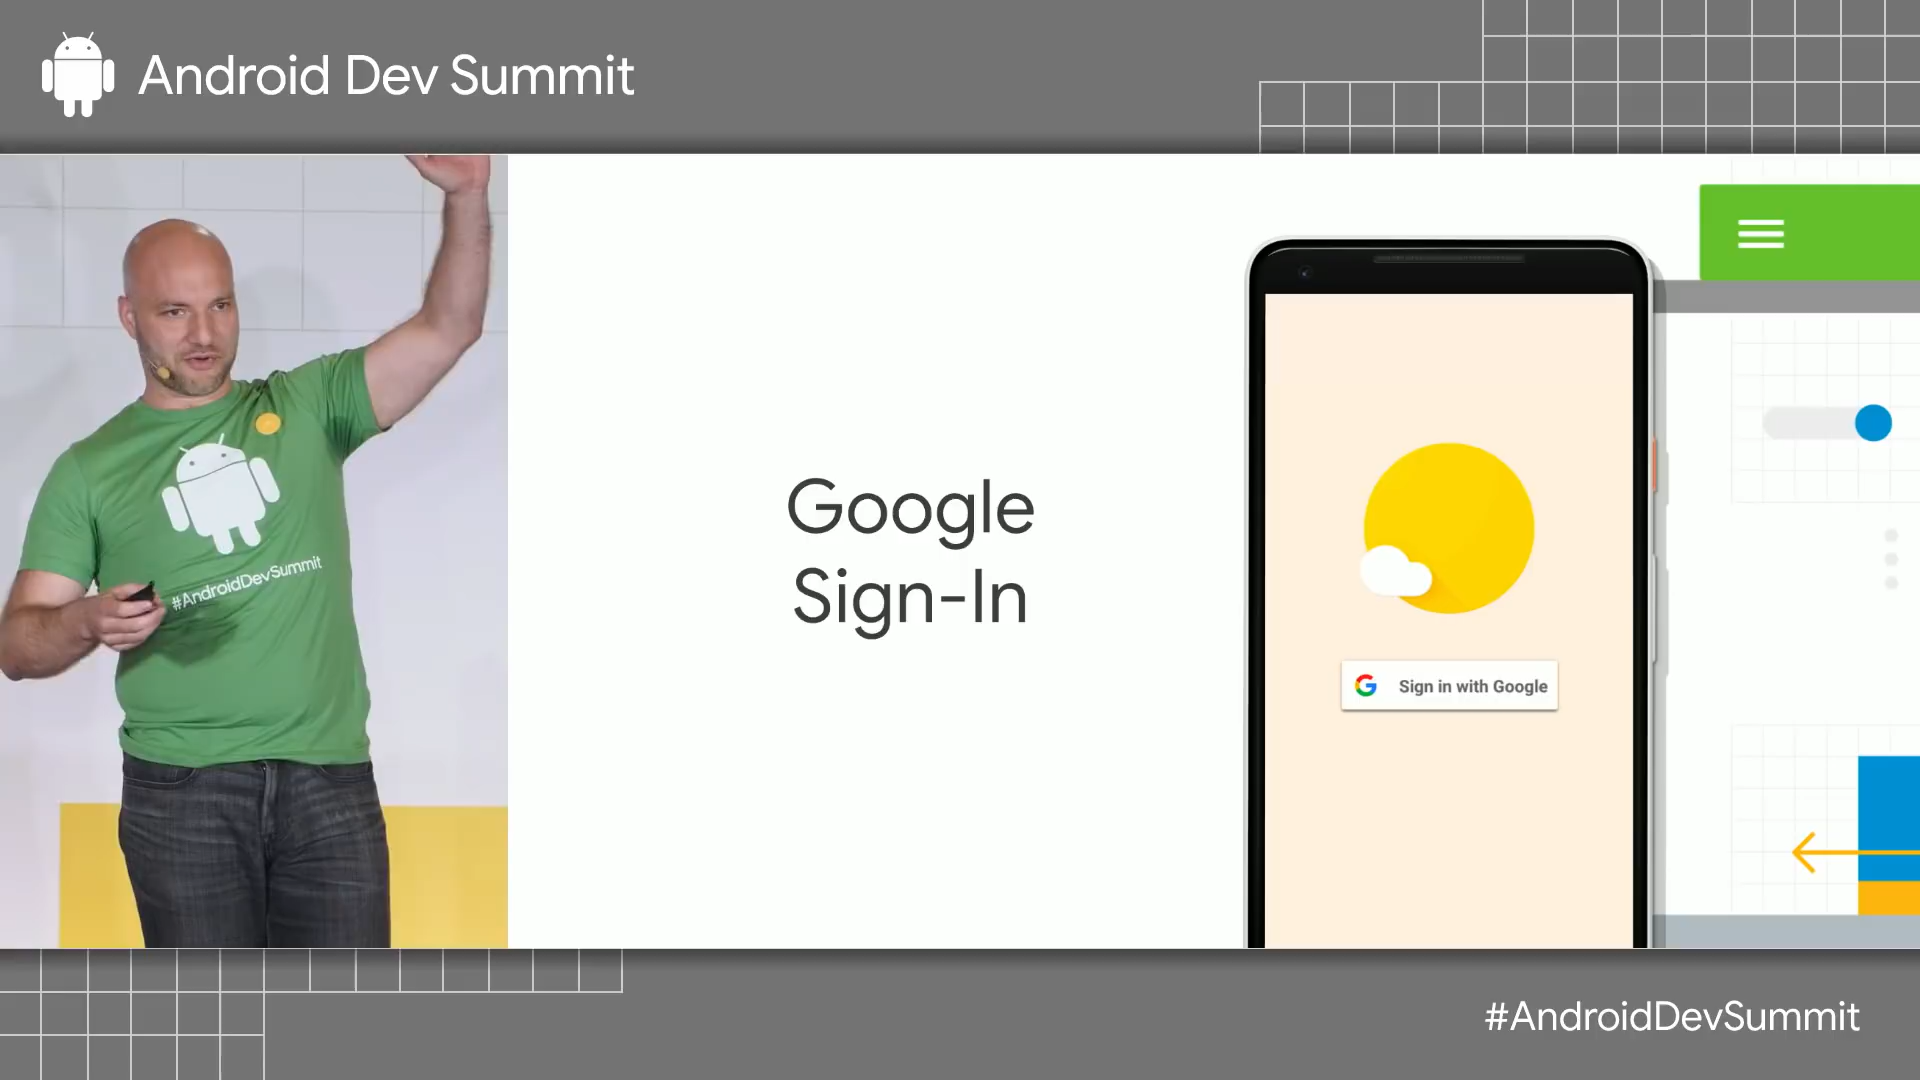 Android Dev Summit
#AndroidDevSummit
Google
Sign-In
Sign in with Google
#AndroidDevSummit